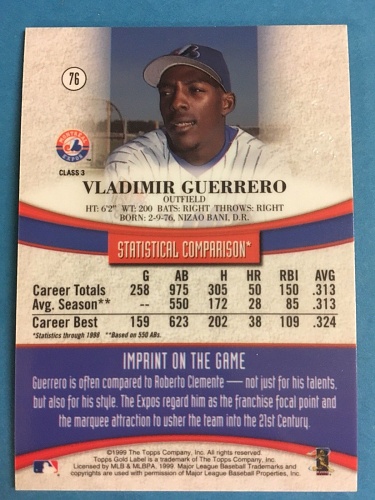 76
MONTREAL
EXPOS
CLASS 3
VLADIMIR GUERRERO
OUTFIELD
HT: 6'2" WT: 200 BATS: RIGHT THROWS: RIGHT
BORN: 2-9-76, NIZAO BANI, D.R.
STATISTICAL COMPARISON*
G AB H HR RBI AVG
Career Totals 258 975 305 50 150 .313
Avg. Season** -- 550 172 28 85 .313
Career Best 159 623 202 38 109 .324
*Statistics through 1998 **Based on 550 ABs.
IMPRINT ON THE GAME
Guerrero is often compared to Roberto Clemente — not just for his talents,
but also for his style. The Expos regard him as the franchise focal point and
the marquee attraction to usher the team into the 21st Century.
©1999 The Topps Company, Inc. All rights reserved.
Topps Gold Label is a trademark of The Topps Company, Inc.
Licensed by MLB & MLBPA, 1999. Major League Baseball Trademarks and
copyrights are used with permission of Major League Baseball Properties, Inc.